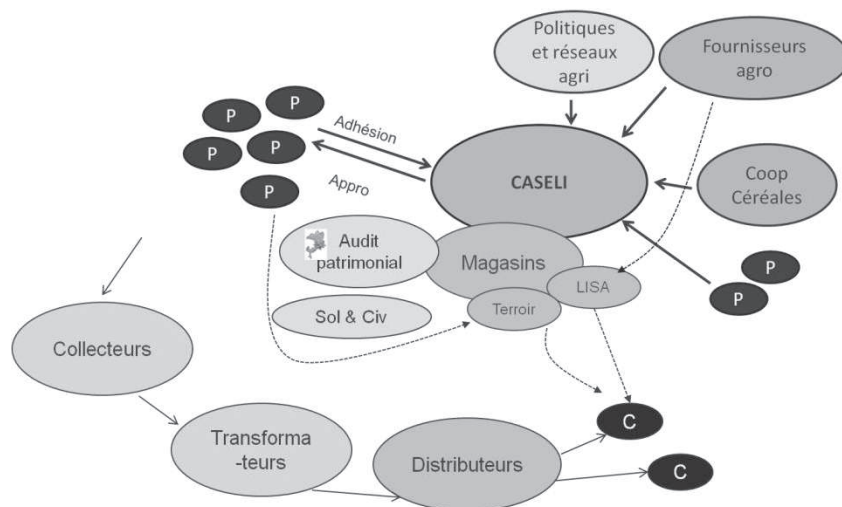 Politiques
et réseaux
agri
Fournisseurs
agro
P
P
P
P
P
Adhésion
Appro
CASELI
Coop
Céréales
Audit
patrimonial
Magasins
LISA
P
P
Sol & Civ
Terroir
Collecteurs
Transforma
-teurs
Distributeurs
C
C